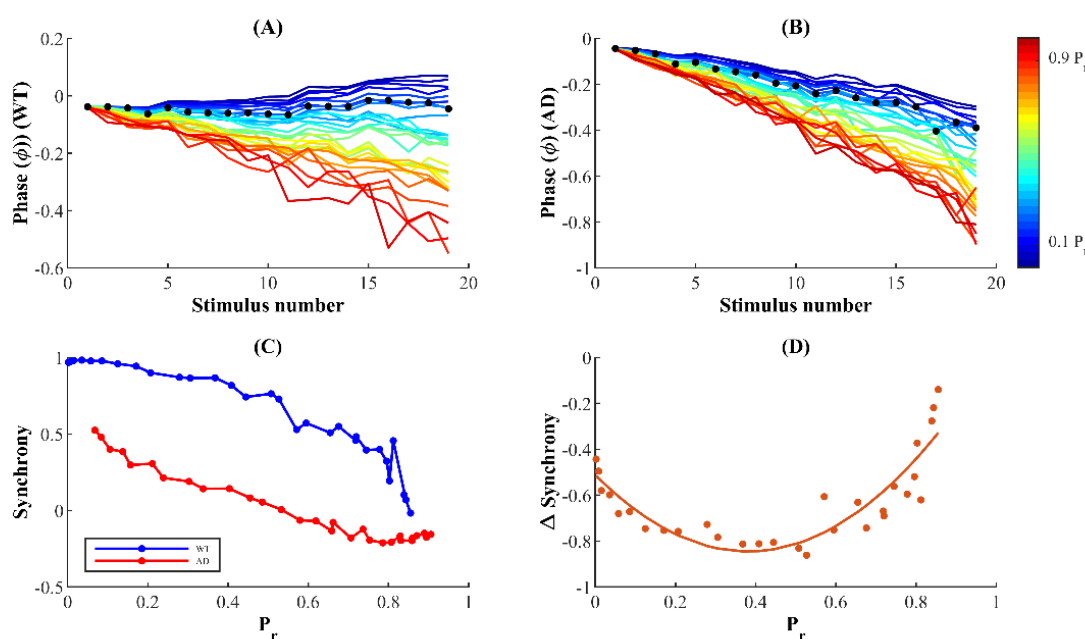 (A)
Phase (ϕ)) (WT)
0.2
0
-0.2
-0.4
-0.6
0
5
10
15
20
Stimulus number
(B)
Phase (ϕ) (AD)
0
-0.2
-0.4
-0.6
-0.8
-1
0
5
10
15
20
Stimulus number
0.9 P
0.1 P
(C)
Synchrony
1
0.5
0
-0.5
0
0.2
0.4
0.6
0.8
1
P_r
WT
AD
(D)
Δ Synchrony
0
-0.2
-0.4
-0.6
-0.8
-1
0
0.2
0.4
0.6
0.8
1
P_r